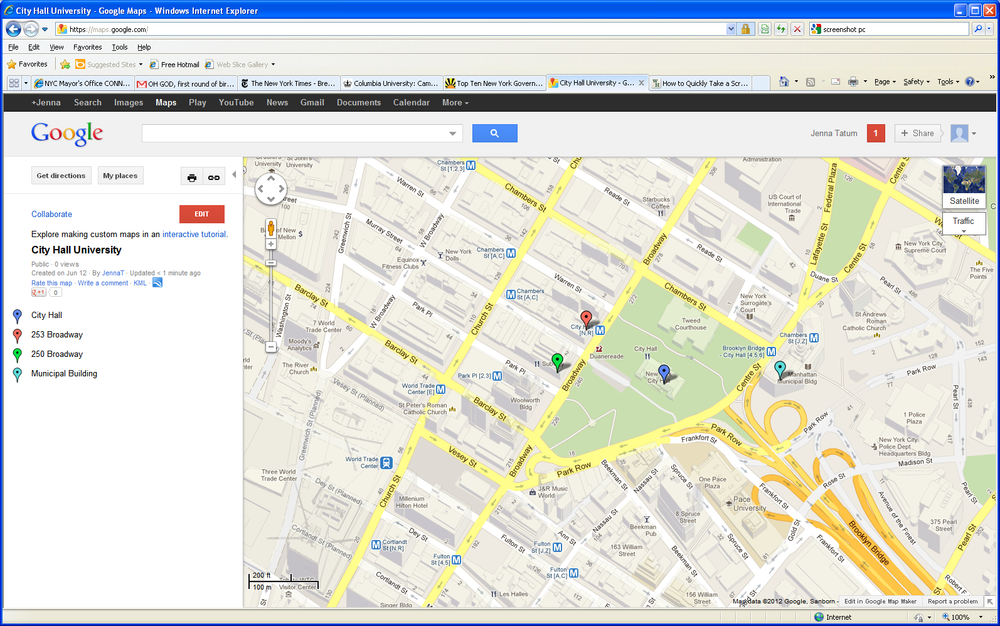 City Hall University - Google Maps - Windows Internet Explorer
https://maps.google.com/
screenshot pc
File Edit View Favorites Tools Help
Favorites Suggested Sites Free Hotmail Web Slice Gallery
NYC Mayor's Office CONN...
OH GOD, first round of bir...
The New York Times - Bre...
Columbia University: Cam...
Top Ten New York Govern...
City Hall University - G...
How to Quickly Take a Scr...
Page Safety Tools
+Jenna Search Images Maps Play YouTube News Gmail Documents Calendar More
Google
Jenna Tatum 1 + Share
Get directions My places
Collaborate EDIT
Explore making custom maps in an interactive tutorial.
City Hall University
Public · 0 views
Created on Jun 12 · By JennaT · Updated < 1 minute ago
Rate this map · Write a comment · KML ·
+1 0
City Hall
253 Broadway
250 Broadway
Municipal Building
Satellite
Traffic
St John's
University
Chambers
St [1,2,3]
Church St
Administration
Federal Plaza
Centre St
Warren St
Chambers St
Reade St
Starbucks
Coffee
US Court of
International
Trade
Greenwich St
Murray Street
W Broadway
Broadway
Lafayette St
Centre St
New York City
Supreme Court
New York
Dolls
Equinox
Fitness Clubs
Chambers
St [A,C]
Reade St
Duane St
The Five
Points
Pearl St
Barclay St
Washington St
W Broadway
Park Pl
Church St
Chambers
St [A,C]
Warren St
Chambers St
New York
Surrogate's
Court
St Andrews
Roman
Catholic Church
7 World
Trade Center
Moody's
Analytics
City Hall
[N,R]
Tweed
Courthouse
Chambers
St [J,Z]
Brooklyn Bridge
- City Hall [4,5,6]
Duanereade
City Hall
Barclay St
The River
Church
Park Pl
Park Pl [2,3]
Broadway
New York
City Hall
Centre St
Manhattan
Municipal Bldg
Park Row
World Trade
Center [E]
Vesey St (Planned)
Greenwich St (Planned)
St Peter's Roman
Catholic Church
Barclay St
Woolworth
Bldg
Pearl St
1 Police
Plaza
Park Row
Park Row
Frankfort St
New York City
Police Dept
Headquarters Bldg
Madison St
World Trade
Center
Vesey St
Broadway
Park Row
Beekman St
Nassau St
Spruce St
One Pace
Plaza
Rose St
Three World
Trade Center
Dey St (Planned)
Church St
J&R Music
World
Millenium
Hilton Hotel
Pace
University
Frankfort St
Pearl St
Avenue of the Finest
8 Spruce
Street
Nassau St
Beekman
Pub
Gold St
375 Pearl
Street
Cortlandt St (Planned)
Cortlandt
St [N,R]
Dey St
Fulton St
Ann St
Fulton
St [J,Z]
163 William
Street
Spruce St
Frankfort St
Brooklyn Bridge
Pearl St
Fulton
St [4,5]
Beekman St
Fulton
St [A,C]
Cortlandt St
Visitor Center
Les Halles
156 William
Street
Singer Bldg
200 ft
100 m
Map data ©2012 Google, Sanborn - Edit in Google Map Maker Report a problem
Internet 100%